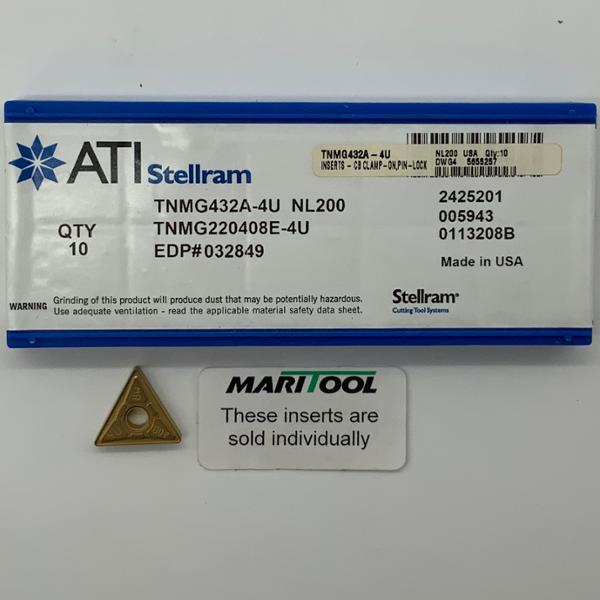 ATI Stellram
TNMG432A-4U
INSERTS - CB CLAMP-ON,PIN-LOCK
NL200 USA Qty:10
DWG4 5655257
QTY
10
TNMG432A-4U NL200
TNMG220408E-4U
EDP#032849
2425201
005943
0113208B
Made in USA
WARNING
Grinding of this product will produce dust that may be potentially hazardous.
Use adequate ventilation - read the applicable material safety data sheet.
Stellram®
Cutting Tool Systems
MARITOOL
These inserts are
sold individually